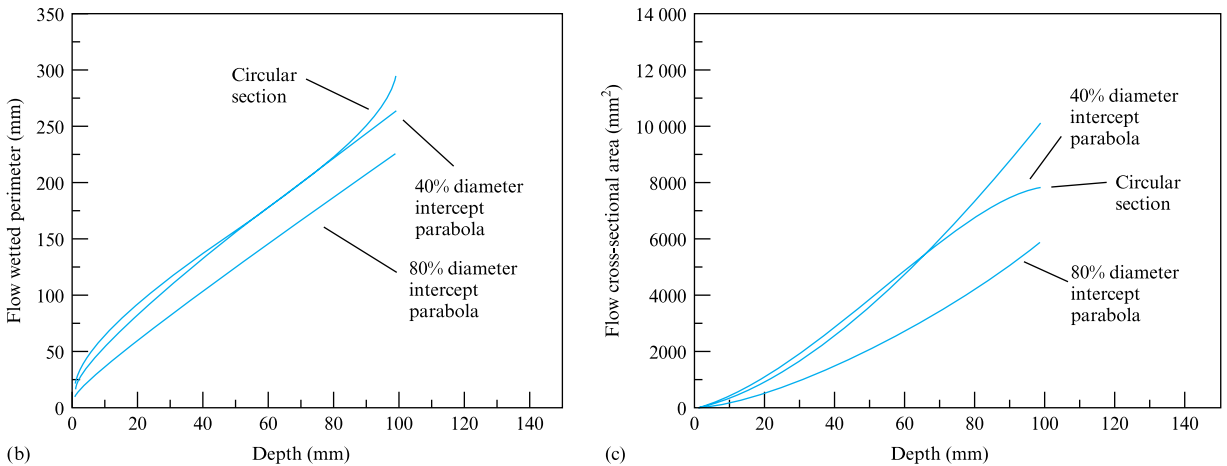 350
300
250
200
150
100
50
0
Flow wetted perimeter (mm)
Circular
section
40% diameter
intercept
parabola
80% diameter
intercept
parabola
0 20 40 60 80 100 120 140
Depth (mm)
(b)
14 000
12 000
10 000
8000
6000
4000
2000
0
Flow cross-sectional area (mm²)
40% diameter
intercept
parabola
Circular
section
80% diameter
intercept
parabola
0 20 40 60 80 100 120 140
Depth (mm)
(c)